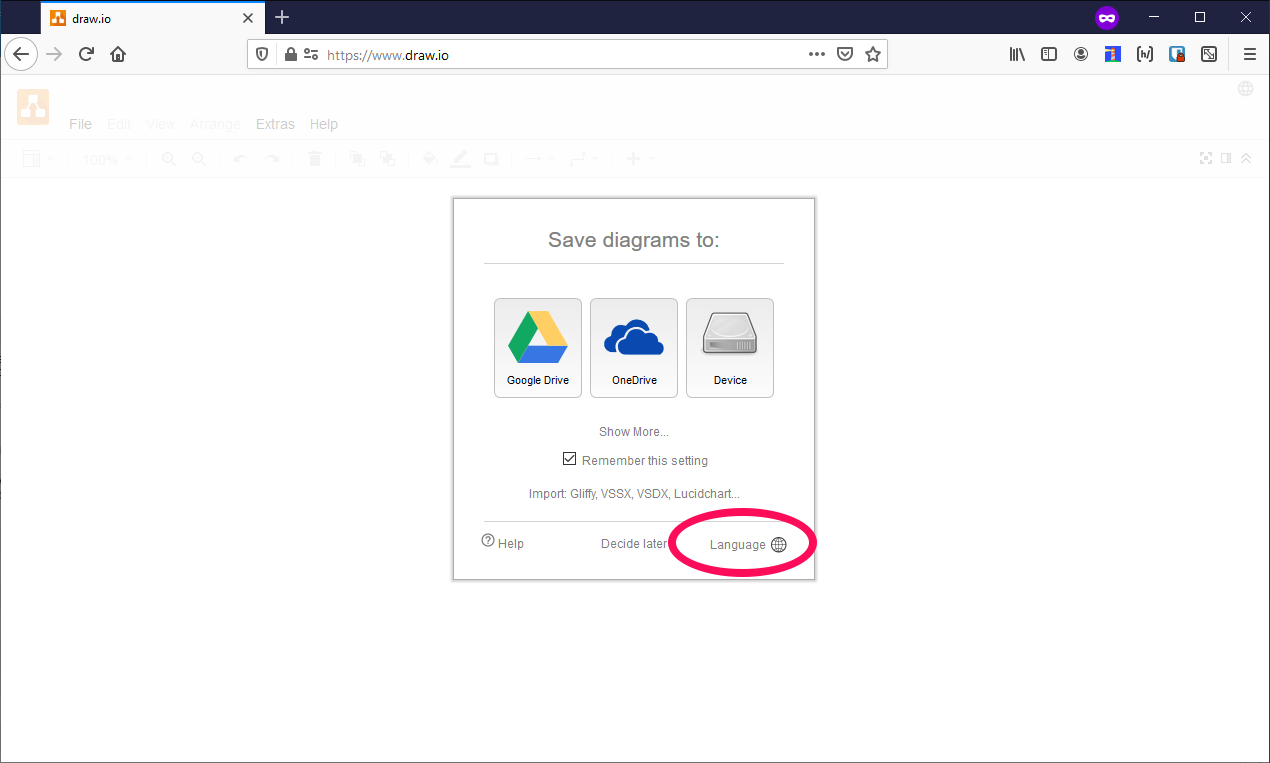 draw.io
https://www.draw.io
File Edit View Arrange Extras Help
100%
Save diagrams to:
Google Drive OneDrive Device
Show More...
Remember this setting
Import: Gliffy, VSSX, VSDX, Lucidchart...
Help Decide later Language